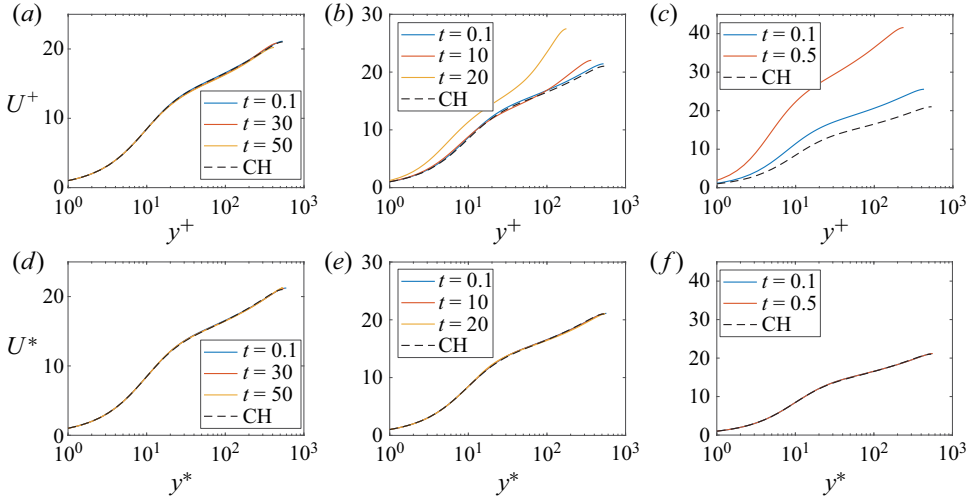 (a)
20
10
0
U+
t = 0.1
t = 30
t = 50
CH
10^0 10^1 10^2 10^3
y+
(b)
30
20
10
0
t = 0.1
t = 10
t = 20
CH
10^0 10^1 10^2 10^3
y+
(c)
40
30
20
10
0
t = 0.1
t = 0.5
CH
10^0 10^1 10^2 10^3
y+
(d)
20
10
0
U*
t = 0.1
t = 30
t = 50
CH
10^0 10^1 10^2 10^3
y*
(e)
30
20
10
0
t = 0.1
t = 10
t = 20
CH
10^0 10^1 10^2 10^3
y*
(f)
40
30
20
10
0
t = 0.1
t = 0.5
CH
10^0 10^1 10^2 10^3
y*